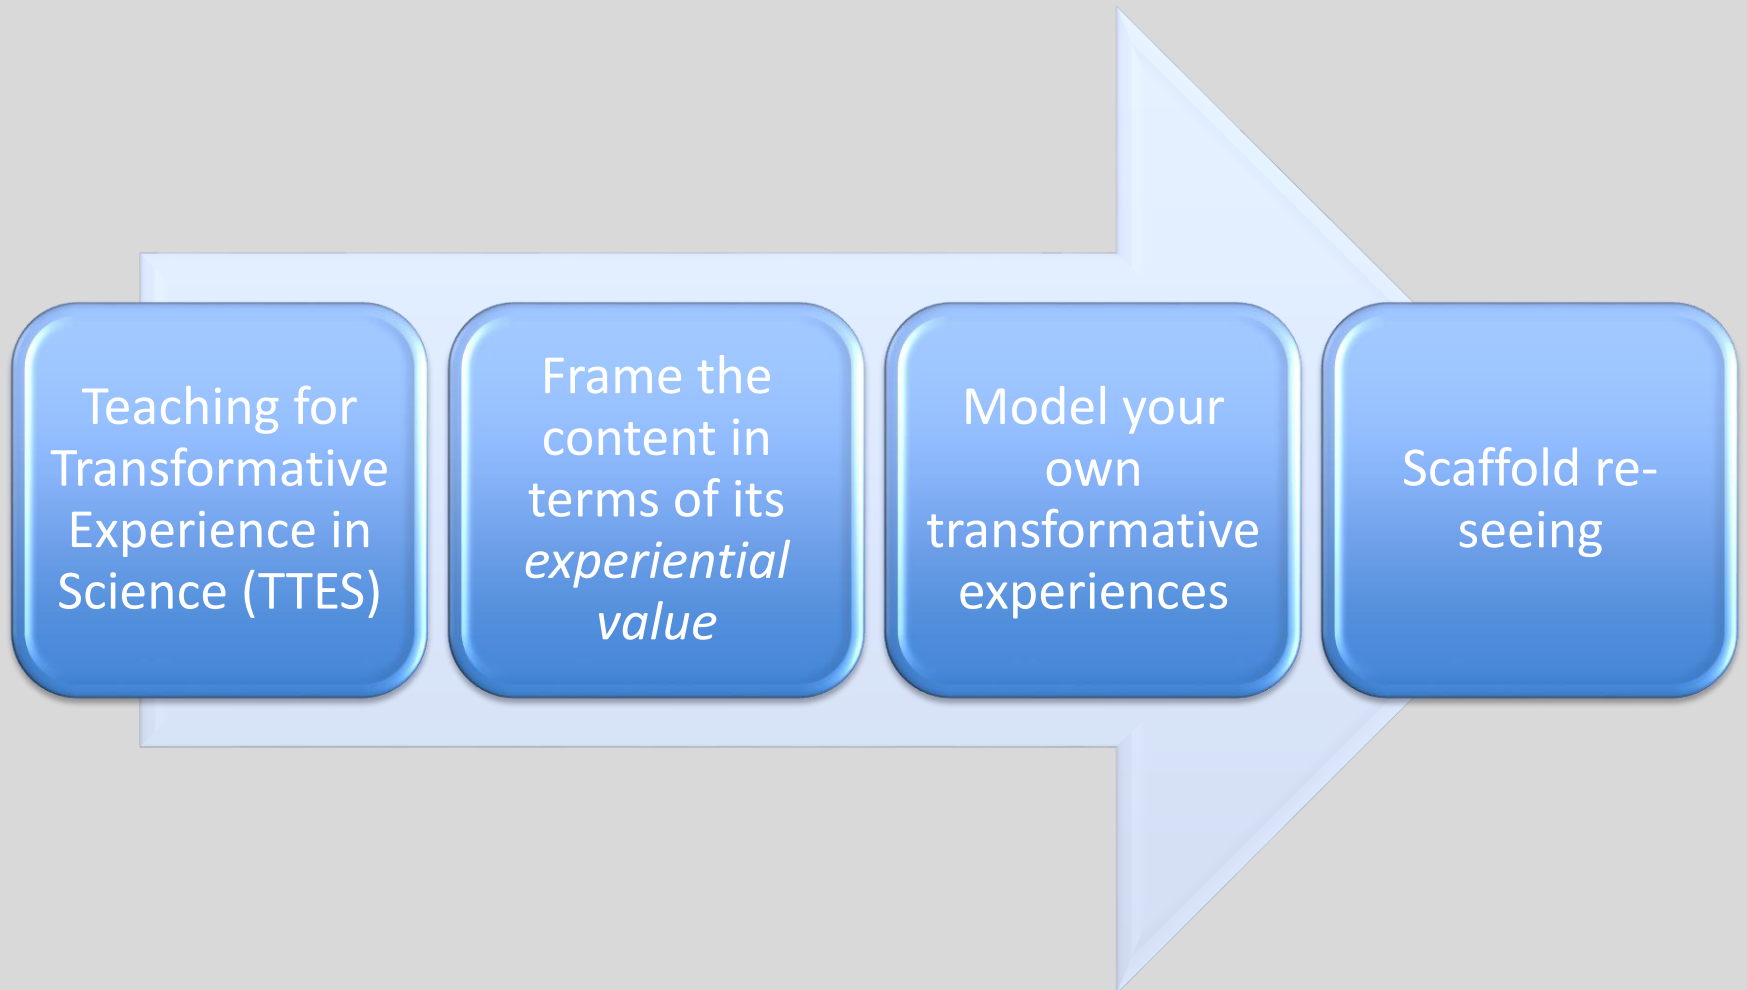 Teaching for
Transformative
Experience in
Science (TTES)
Frame the
content in
terms of its
experiential
value
Model your
own
transformative
experiences
Scaffold re-
seeing